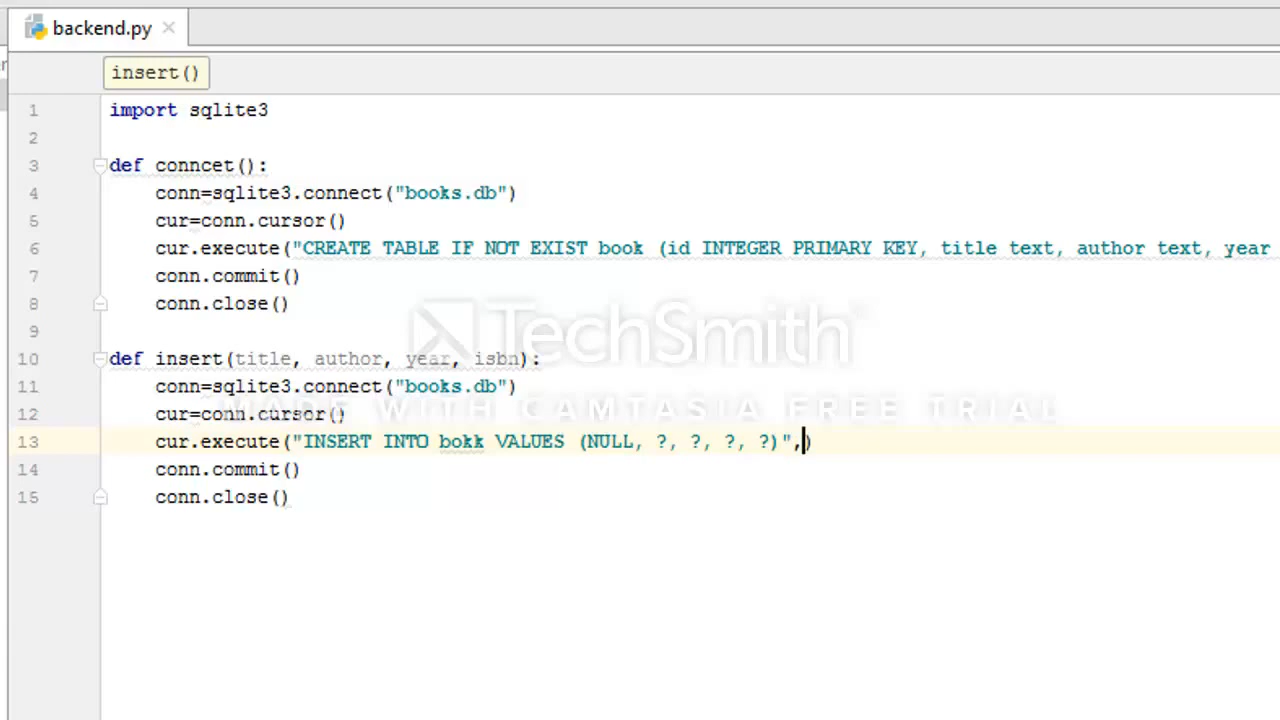 backend.py
insert()
1 import sqlite3
2
3 def conncet():
4 conn=sqlite3.connect("books.db")
5 cur=conn.cursor()
6 cur.execute("CREATE TABLE IF NOT EXIST book (id INTEGER PRIMARY KEY, title text, author text, year
7 conn.commit()
8 conn.close()
9
10 def insert(title, author, year, isbn):
11 conn=sqlite3.connect("books.db")
12 cur=conn.cursor()
13 cur.execute("INSERT INTO bokk VALUES (NULL, ?, ?, ?, ?)",)
14 conn.commit()
15 conn.close()
TechSmith
MADE WITH CAMTASIA FREE TRIAL